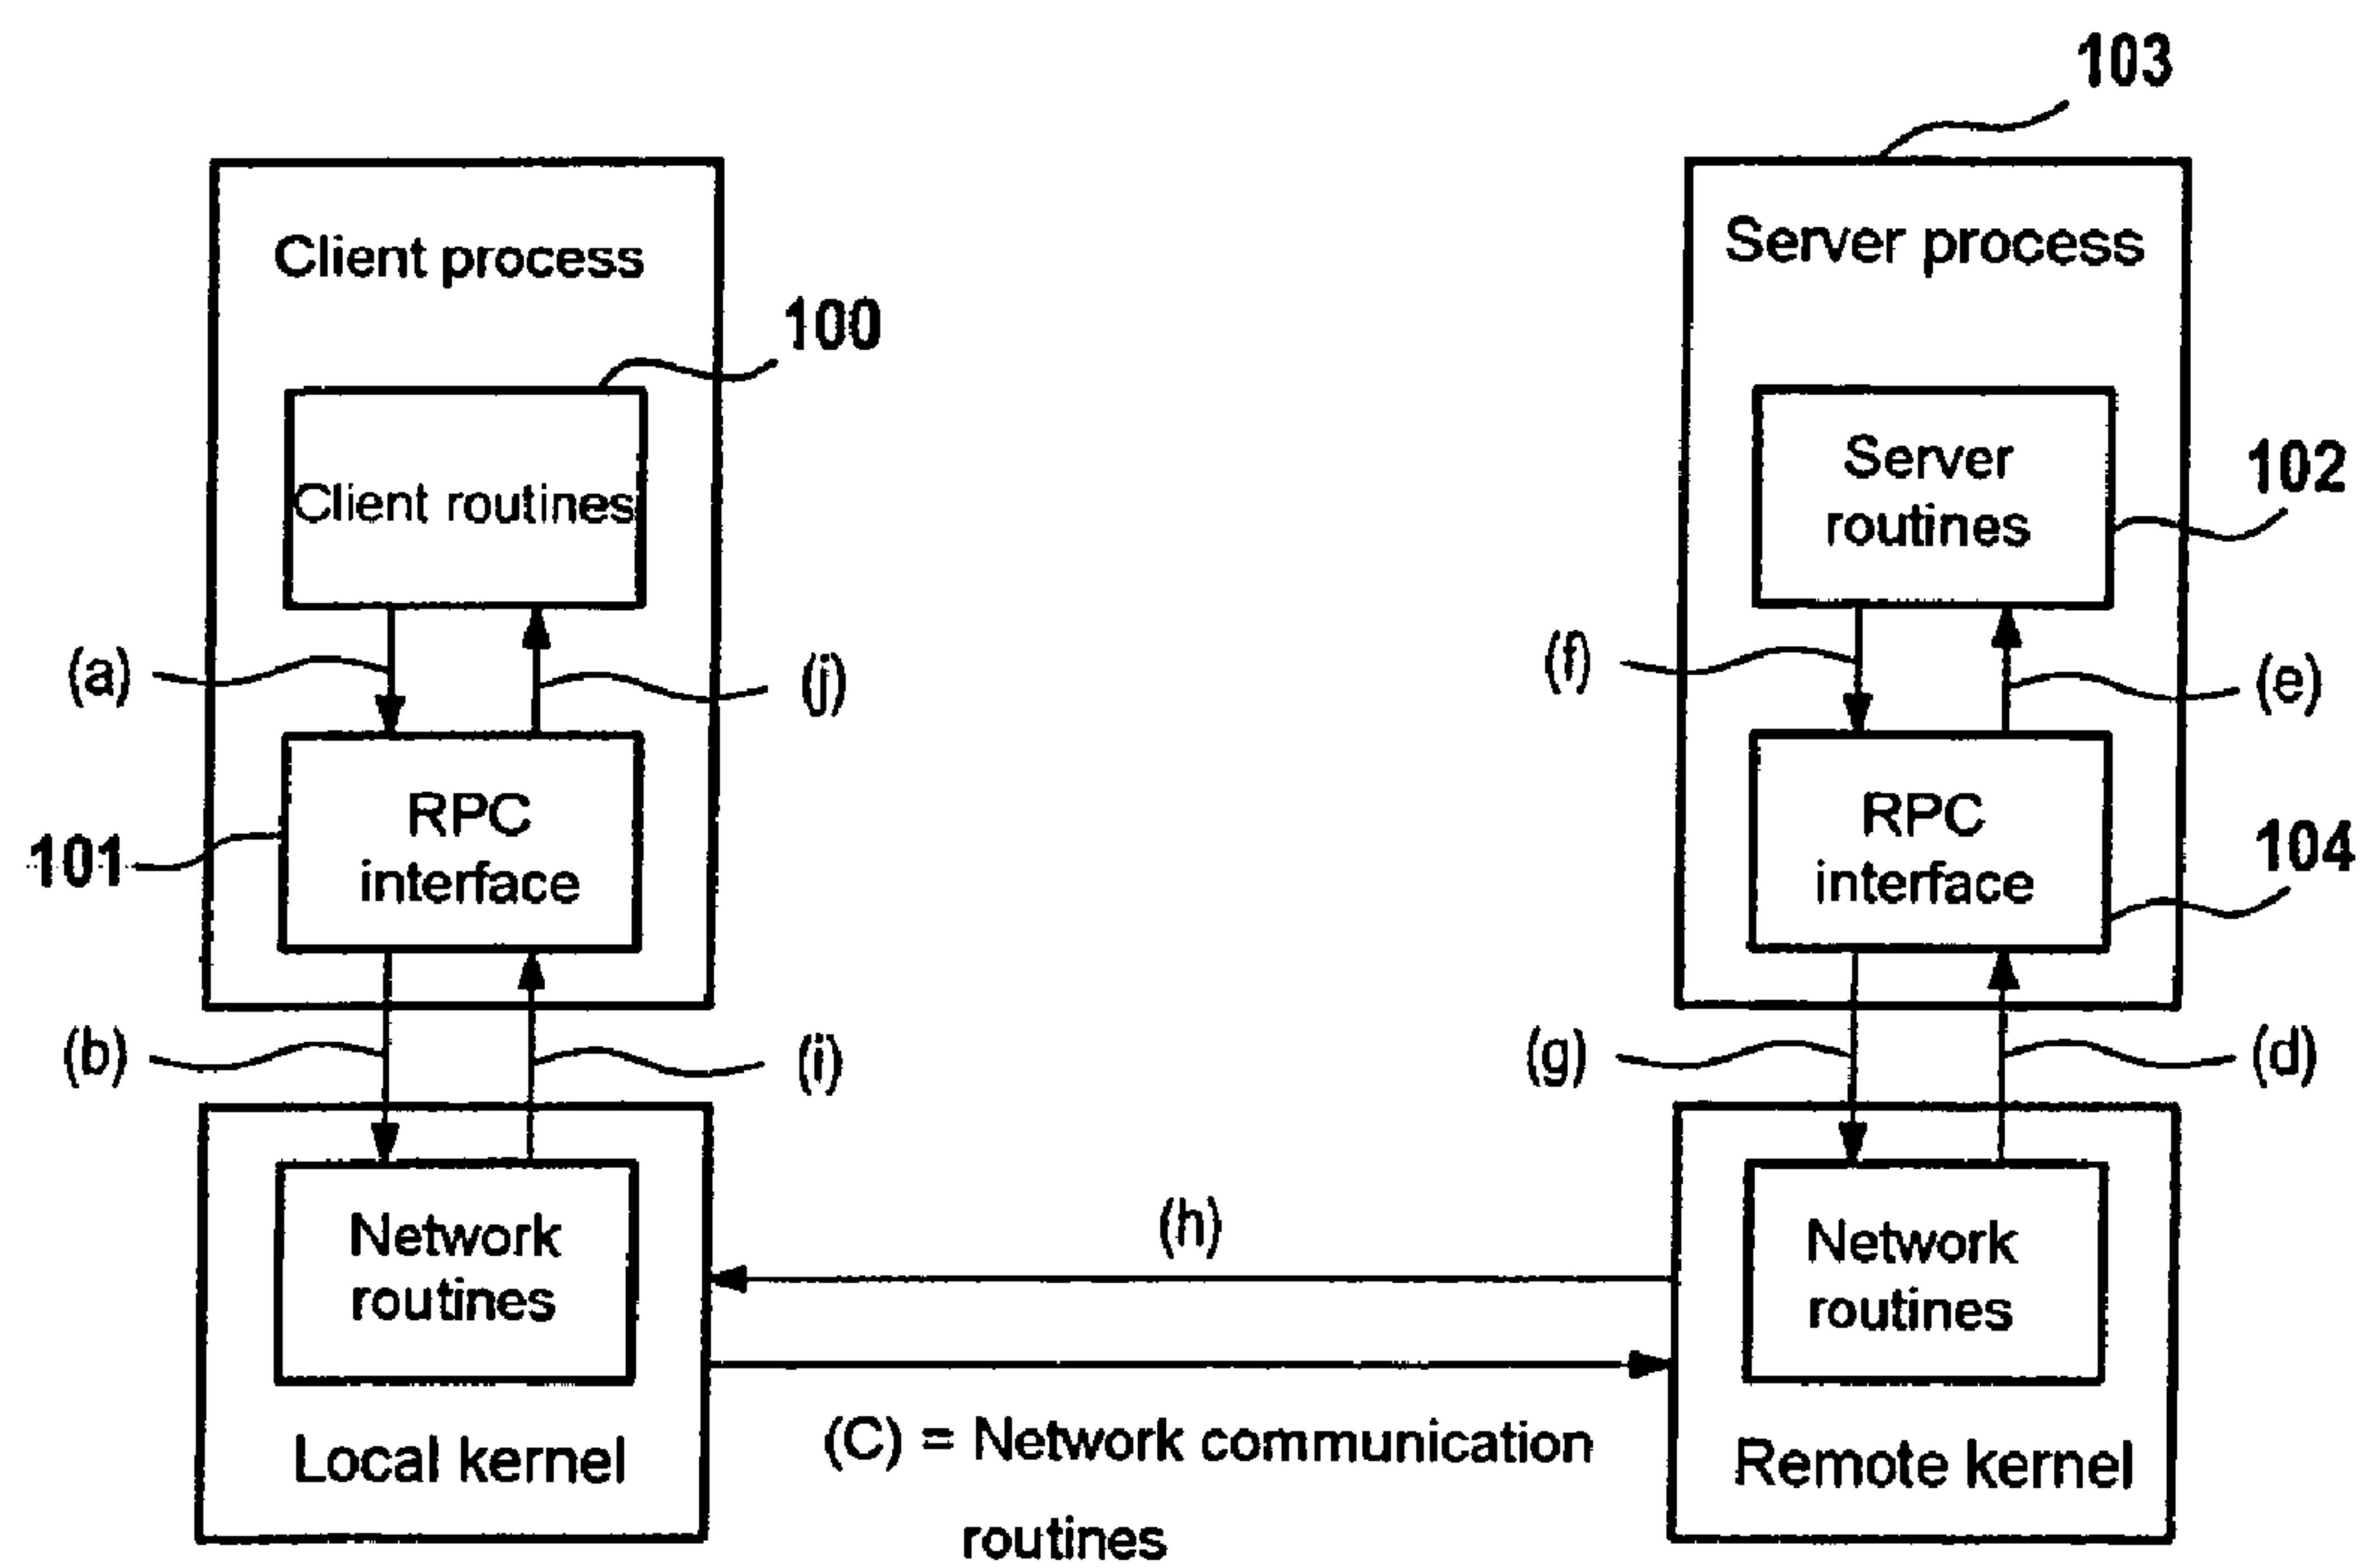 103
Client process
Server process
100
Client routines
Server
routines
102
(a)
(j)
(f)
(e)
RPC
interface
101
RPC
interface
104
(b)
(i)
(g)
(d)
Network
routines
Local kernel
(h)
(C) = Network communication
routines
Network
routines
Remote kernel